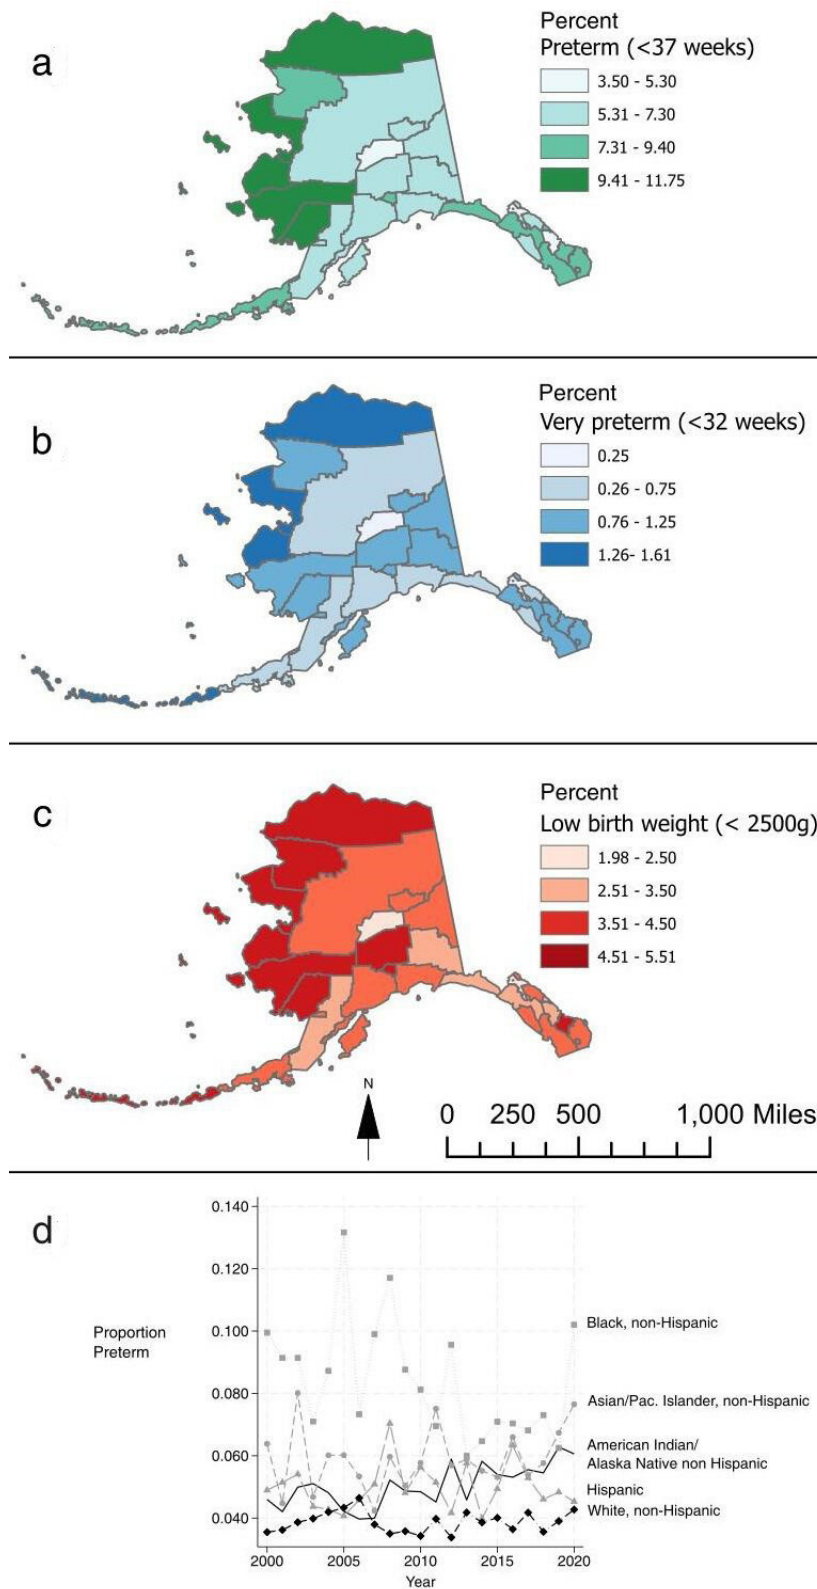 a
Percent
Preterm (<37 weeks)
3.50 - 5.30
5.31 - 7.30
7.31 - 9.40
9.41 - 11.75
b
Percent
Very preterm (<32 weeks)
0.25
0.26 - 0.75
0.76 - 1.25
1.26- 1.61
c
Percent
Low birth weight (< 2500g)
1.98 - 2.50
2.51 - 3.50
3.51 - 4.50
4.51 - 5.51
N
0 250 500 1,000 Miles
d
0.140
0.120
0.100
0.080
0.060
0.040
Proportion
Preterm
Black, non-Hispanic
Asian/Pac. Islander, non-Hispanic
American Indian/
Alaska Native non Hispanic
Hispanic
White, non-Hispanic
2000 2005 2010 2015 2020
Year